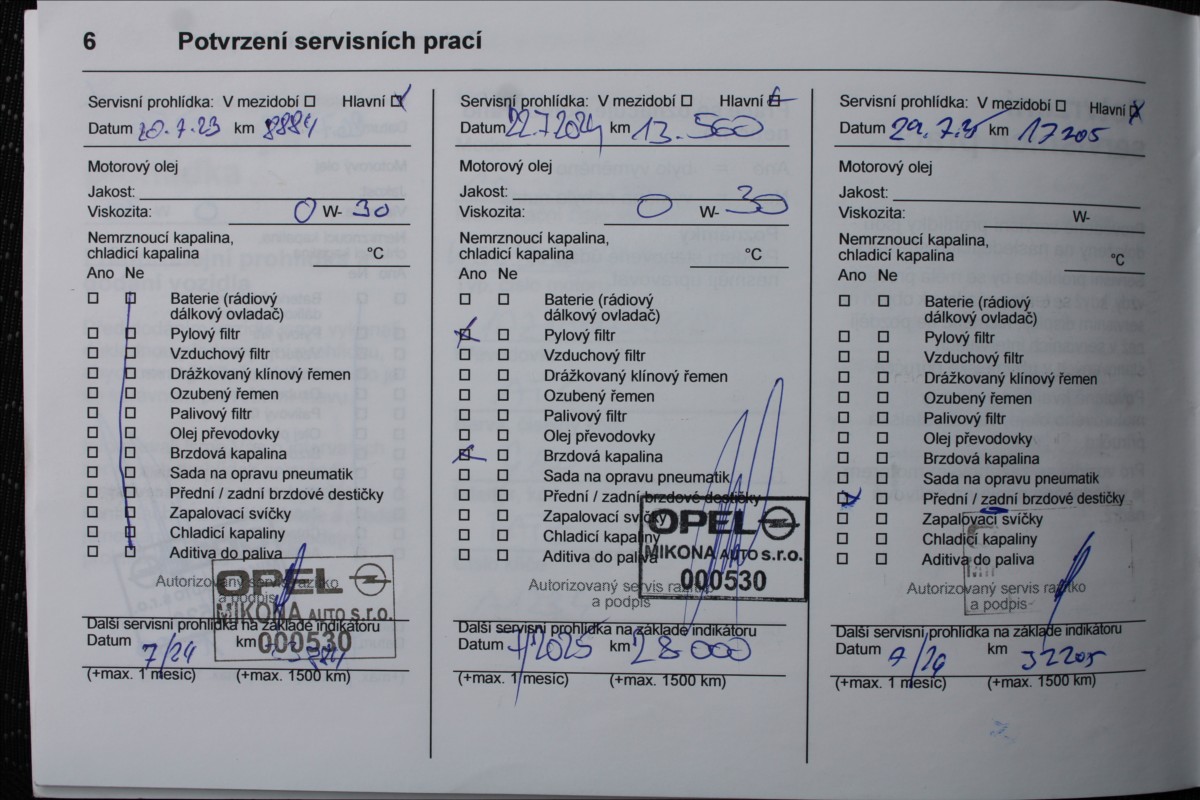 6 Potvrzení servisních prací
Servisní prohlídka: V mezidobí Hlavní
Datum 20.7.23 km 8884
Motorový olej
Jakost:
Viskozita: 0 W- 30
Nemrznoucí kapalina,
chladicí kapalina °C
Ano Ne
Baterie (rádiový
dálkový ovladač)
Pylový filtr
Vzduchový filtr
Drážkovaný klínový řemen
Ozubený řemen
Palivový filtr
Olej převodovky
Brzdová kapalina
Sada na opravu pneumatik
Přední / zadní brzdové destičky
Zapalovací svíčky
Chladicí kapaliny
Aditiva do paliva
Autorizovaný servis razítko
a podpis
OPEL
MIKONA AUTO s.r.o.
000530
Další servisní prohlídka na základě indikátoru
Datum 7/24 km
(+max. 1 měsíc) (+max. 1500 km)
Servisní prohlídka: V mezidobí Hlavní
Datum 22.7.2024 km 13.560
Motorový olej
Jakost:
Viskozita: 0 W- 30
Nemrznoucí kapalina,
chladicí kapalina °C
Ano Ne
Baterie (rádiový
dálkový ovladač)
Pylový filtr
Vzduchový filtr
Drážkovaný klínový řemen
Ozubený řemen
Palivový filtr
Olej převodovky
Brzdová kapalina
Sada na opravu pneumatik
Přední / zadní brzdové destičky
Zapalovací svíčky
Chladicí kapaliny
Aditiva do paliva
Autorizovaný servis razítko
a podpis
OPEL
MIKONA AUTO s.r.o.
000530
Další servisní prohlídka na základě indikátoru
Datum 7/2025 km 28 000
(+max. 1 měsíc) (+max. 1500 km)
Servisní prohlídka: V mezidobí Hlavní
Datum 29.7.25 km 17205
Motorový olej
Jakost:
Viskozita: W-
Nemrznoucí kapalina,
chladicí kapalina °C
Ano Ne
Baterie (rádiový
dálkový ovladač)
Pylový filtr
Vzduchový filtr
Drážkovaný klínový řemen
Ozubený řemen
Palivový filtr
Olej převodovky
Brzdová kapalina
Sada na opravu pneumatik
Přední / zadní brzdové destičky
Zapalovací svíčky
Chladicí kapaliny
Aditiva do paliva
Autorizovaný servis razítko
a podpis
Další servisní prohlídka na základě indikátoru
Datum 7/26 km 32205
(+max. 1 měsíc) (+max. 1500 km)